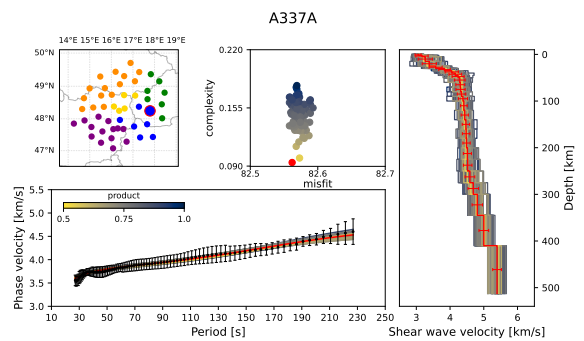 A337A
14°E 15°E 16°E 17°E 18°E 19°E
50°N
49°N
48°N
47°N
complexity
0.220
0.155
0.090
82.5 82.6 82.7
misfit
Phase velocity [km/s]
5.5
5.0
4.5
4.0
3.5
3.0
product
0.5 1.0
10 30 50 70 90 110 130 150 170 190 210 230 250
Period [s]
0
100
200
300
400
500
Depth [km]
3 4 5 6
Shear wave velocity [km/s]